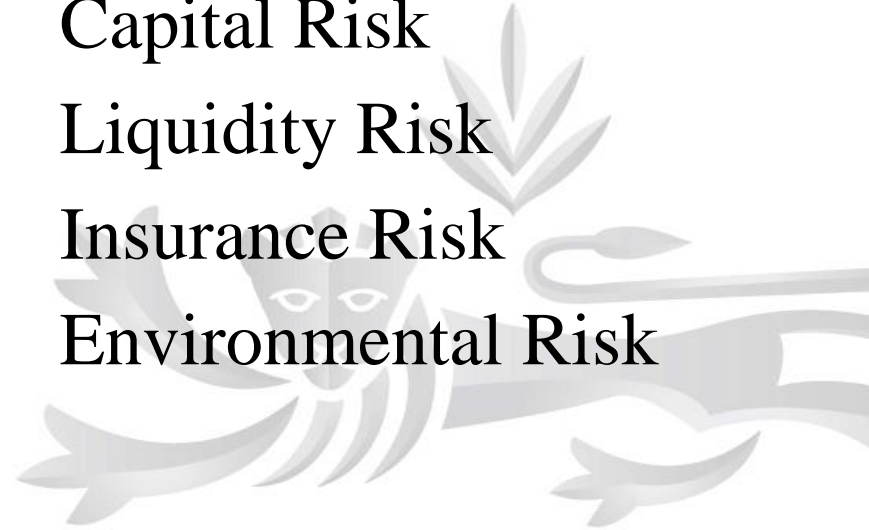 Capital Risk
Liquidity Risk
Insurance Risk
Environmental Risk